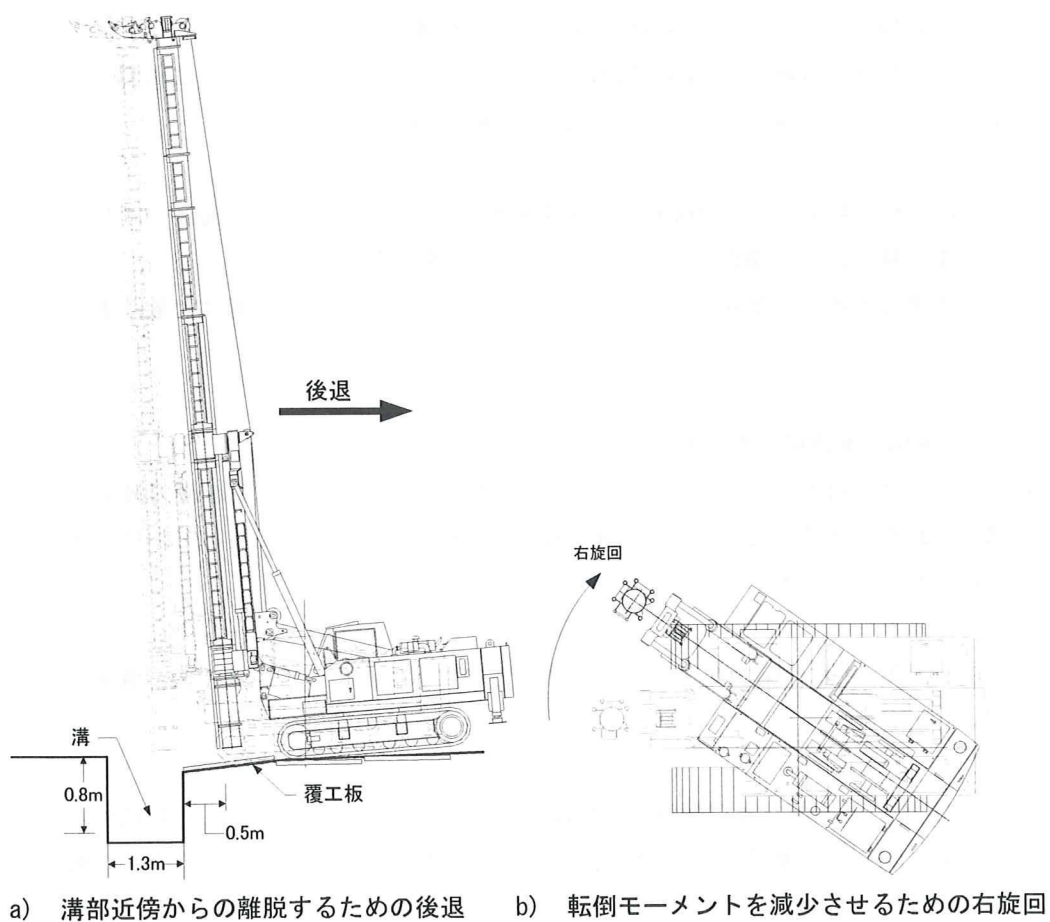 後退
右旋回
溝
0.8m
覆工板
0.5m
1.3m
a) 溝部近傍からの離脱するための後退
b) 転倒モーメントを減少させるための右旋回